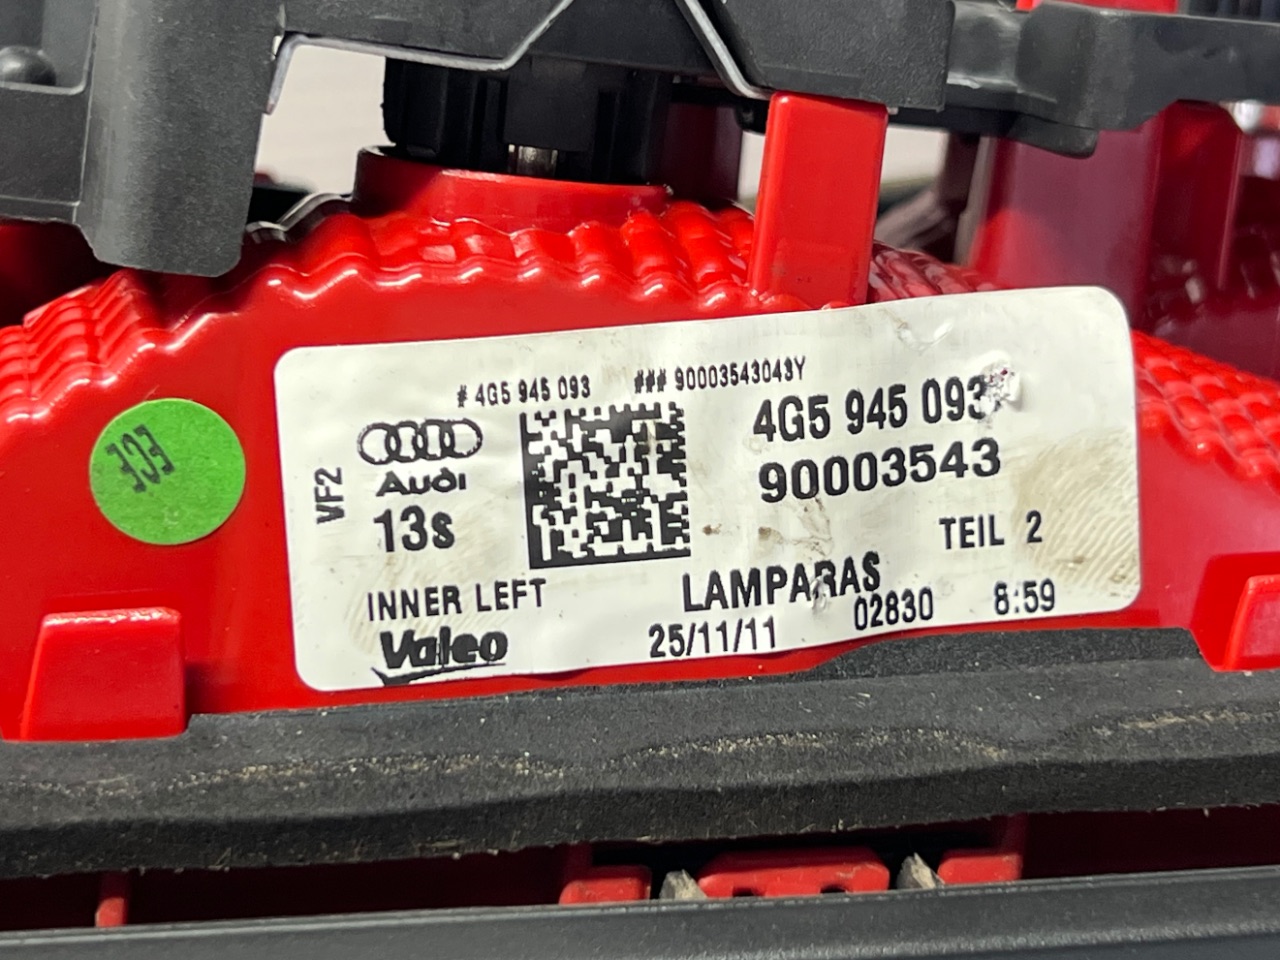 # 4G5 945 093 ### 90003543043Y
4G5 945 093
90003543
Audi
VF2
13s
TEIL 2
INNER LEFT
LAMPARAS
Valeo
25/11/11 02830 8:59